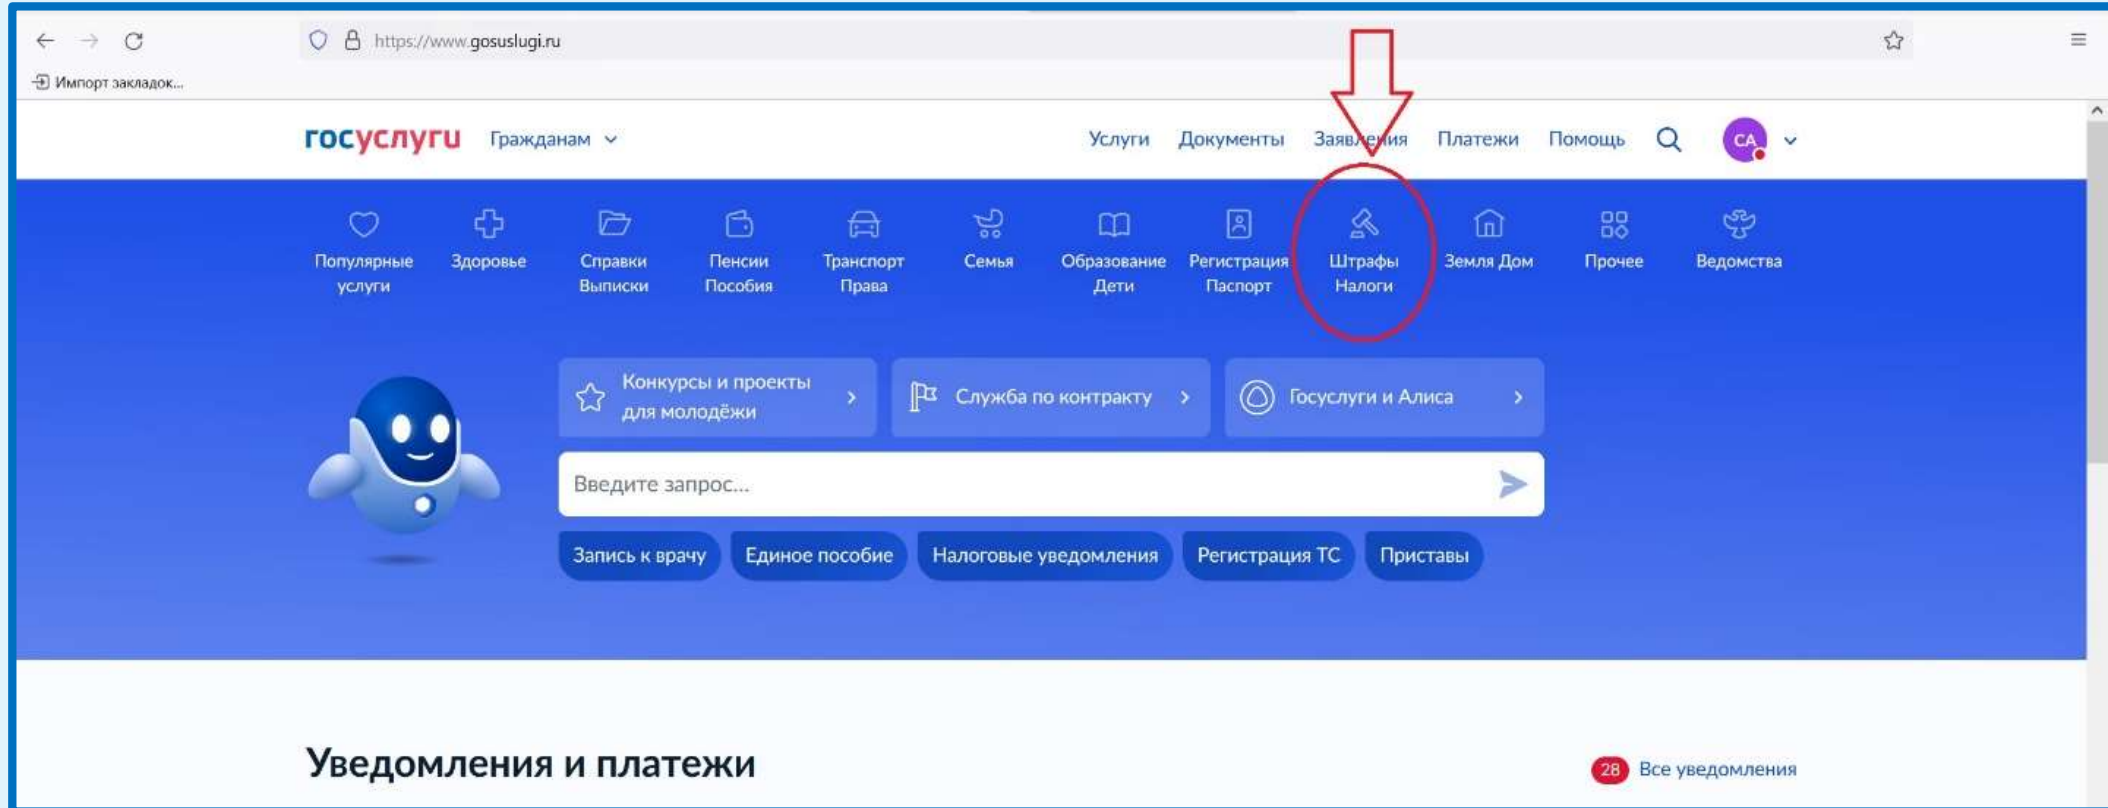 https://www.gosuslugi.ru
Импорт закладок...
госуслуги Гражданам Услуги Документы Заявления Платежи Помощь СА
Популярные услуги
Здоровье
Справки Выписки
Пенсии Пособия
Транспорт Права
Семья
Образование Дети
Регистрация Паспорт
Штрафы Налоги
Земля Дом
Прочее
Ведомства
Конкурсы и проекты
для молодёжи
Служба по контракту
Госуслуги и Алиса
Введите запрос...
Запись к врачу Единое пособие Налоговые уведомления Регистрация ТС Приставы
Уведомления и платежи
28 Все уведомления